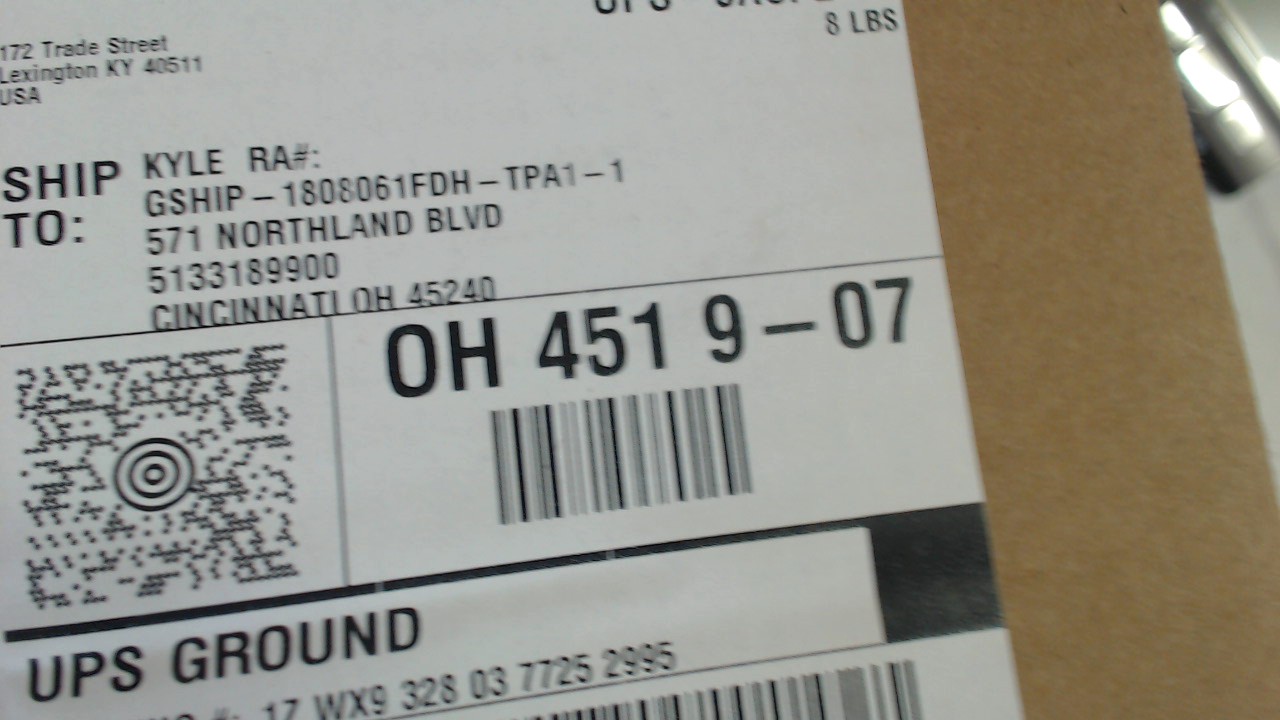 8 LBS
172 Trade Street
Lexington KY 40511
USA
SHIP TO:
KYLE RA#:
GSHIP-1808061FDH-TPA1-1
571 NORTHLAND BLVD
5133189900
CINCINNATI OH 45240
OH 451 9-07
UPS GROUND
17 WX9 328 03 7725 2995